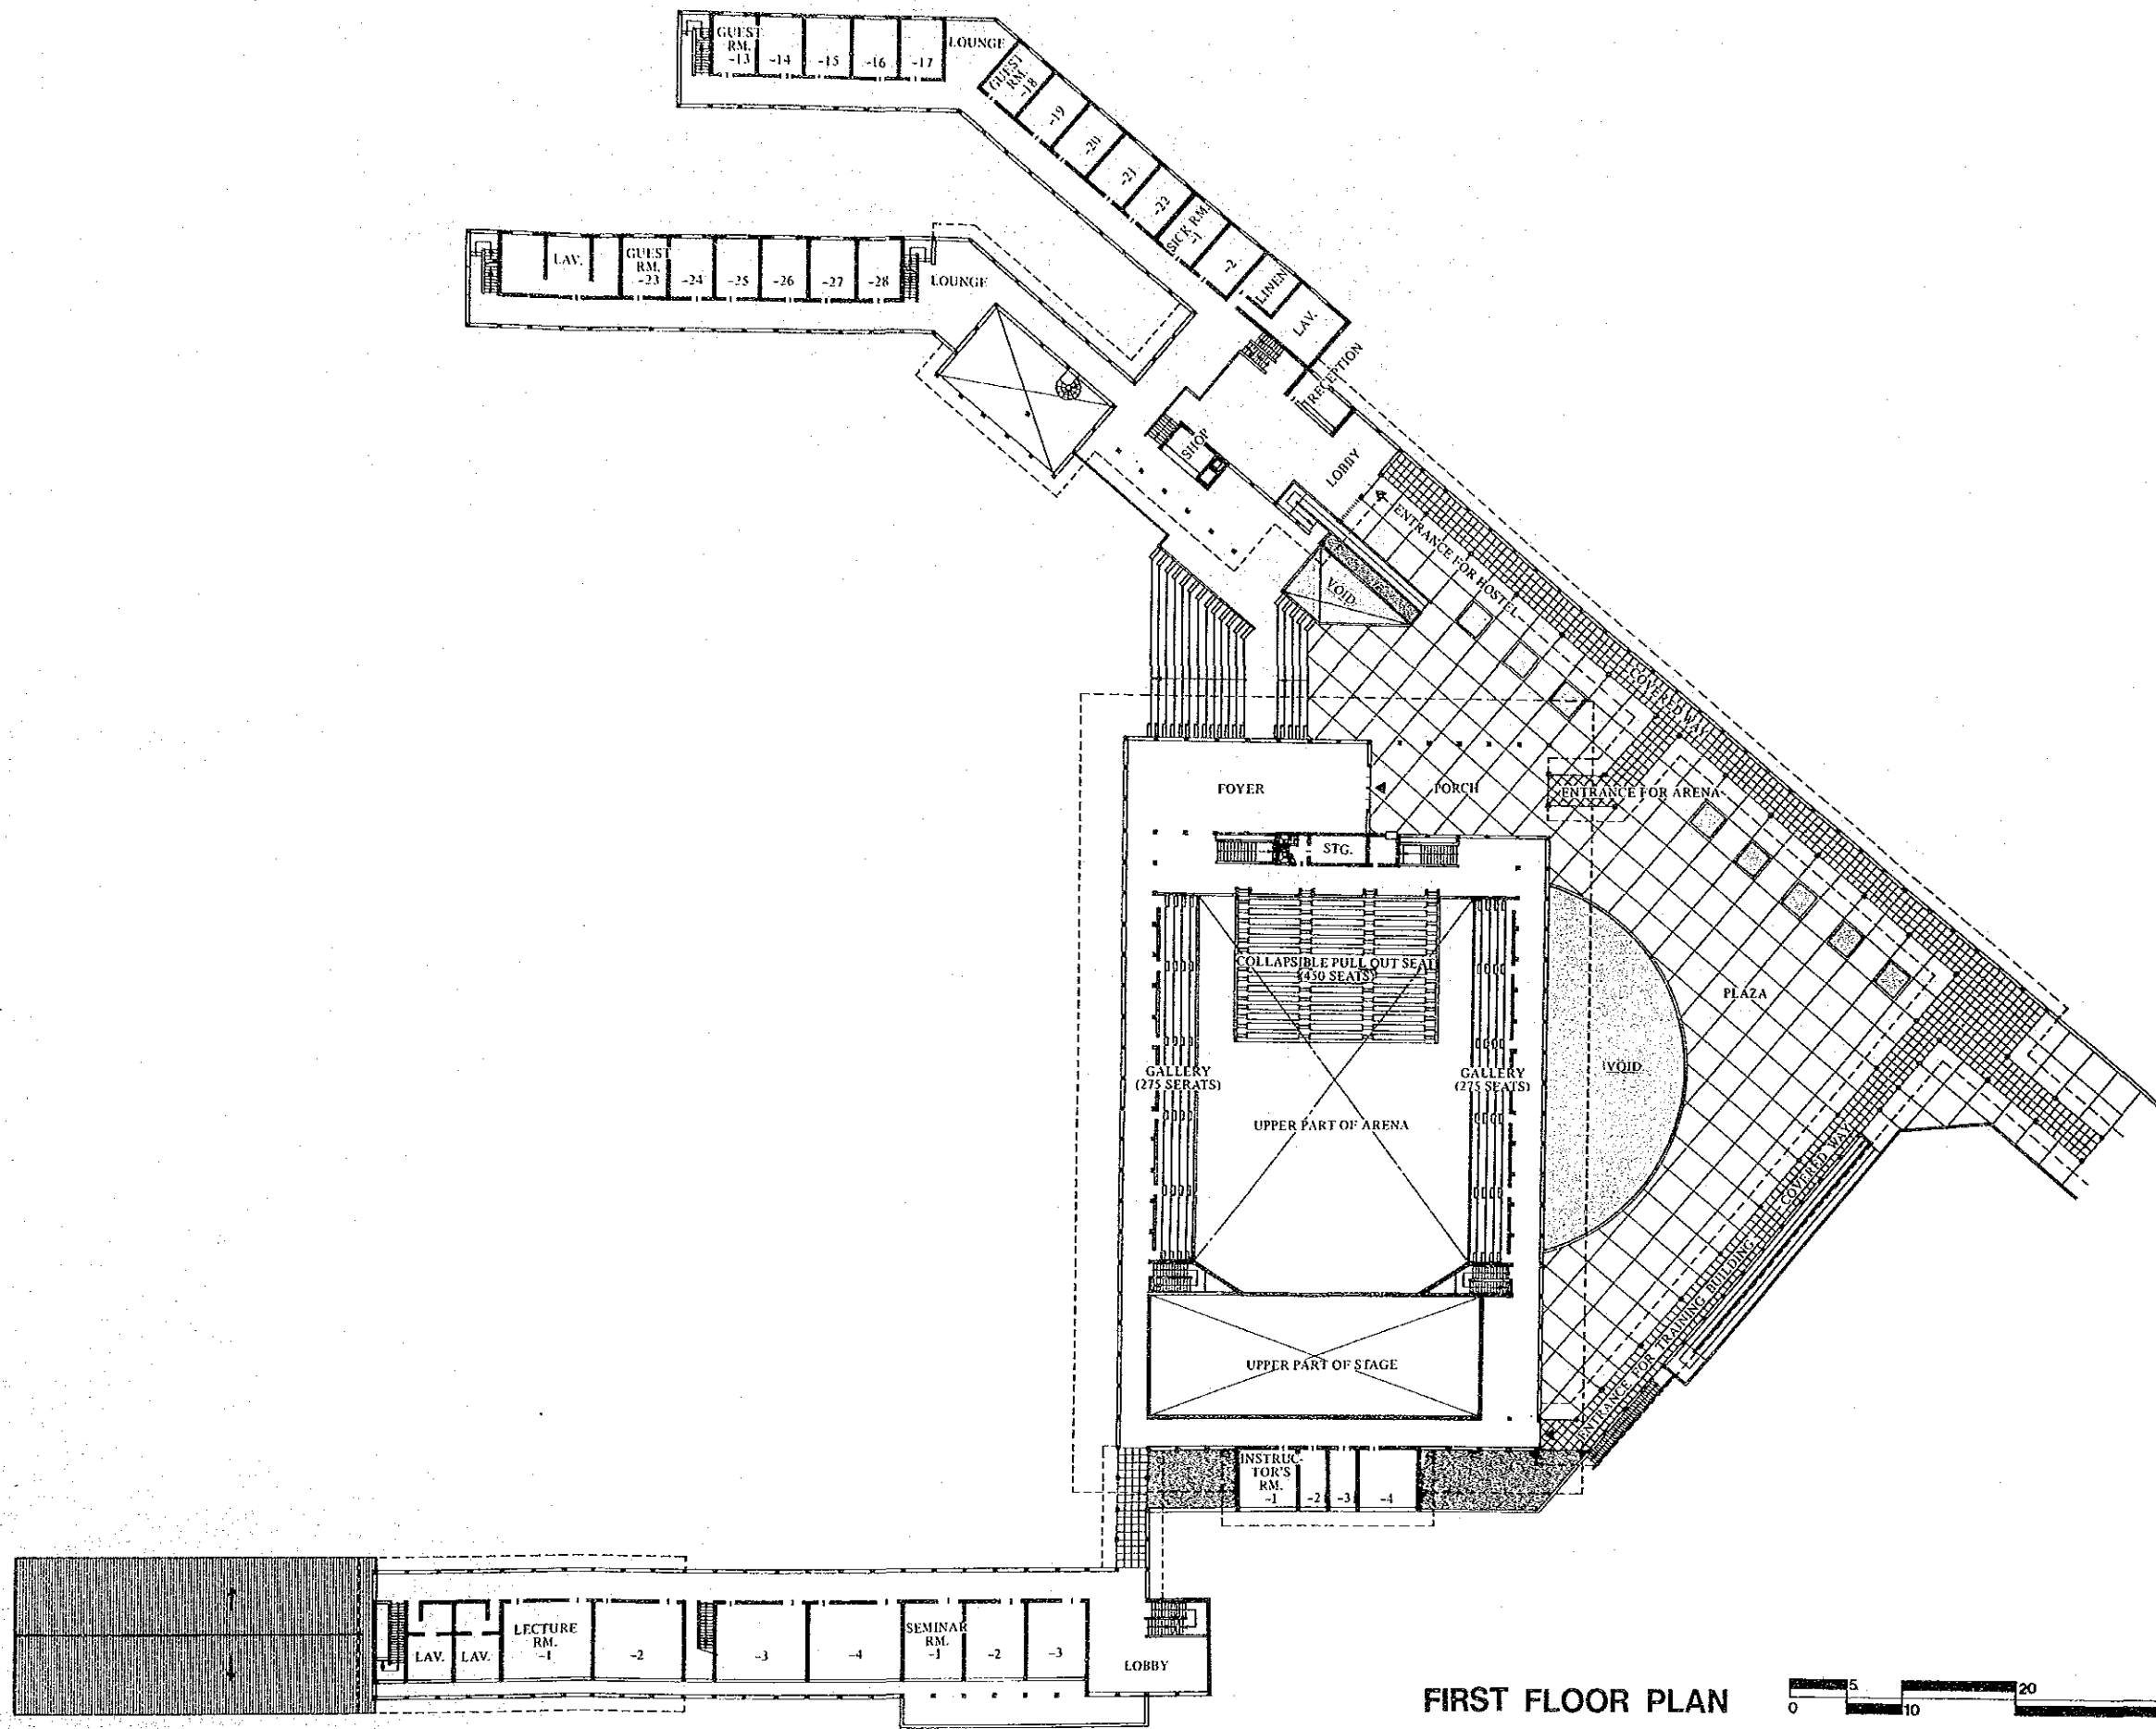 GUEST
RM.
-13
-14
-15
-16
-17
LOUNGE
GUEST
RM.
-18
-19
-20
-21
-22
SICK RM.
-1
-2
LINEN
LAV.
LAV.
GUEST
RM.
-23
-24
-25
-26
-27
-28
LOUNGE
RECEPTION
SHOP
LOBBY
ENTRANCE FOR HOSTEL
VOID
COVERED WAY
FOYER
PORCH
ENTRANCE FOR ARENA
STG.
COLLAPSIBLE PULL OUT SEAT
(450 SEATS)
PLAZA
GALLERY
(275 SERATS)
GALLERY
(275 SEATS)
VOID
UPPER PART OF ARENA
COVERED WAY
ENTRANCE FOR TRAINING BUILDING
UPPER PART OF STAGE
INSTRUC-
TOR'S
RM.
-1
-2
-3
-4
LAV.
LAV.
LECTURE
RM.
-1
-2
-3
-4
SEMINAR
RM.
-1
-2
-3
LOBBY
FIRST FLOOR PLAN
0
5
10
20